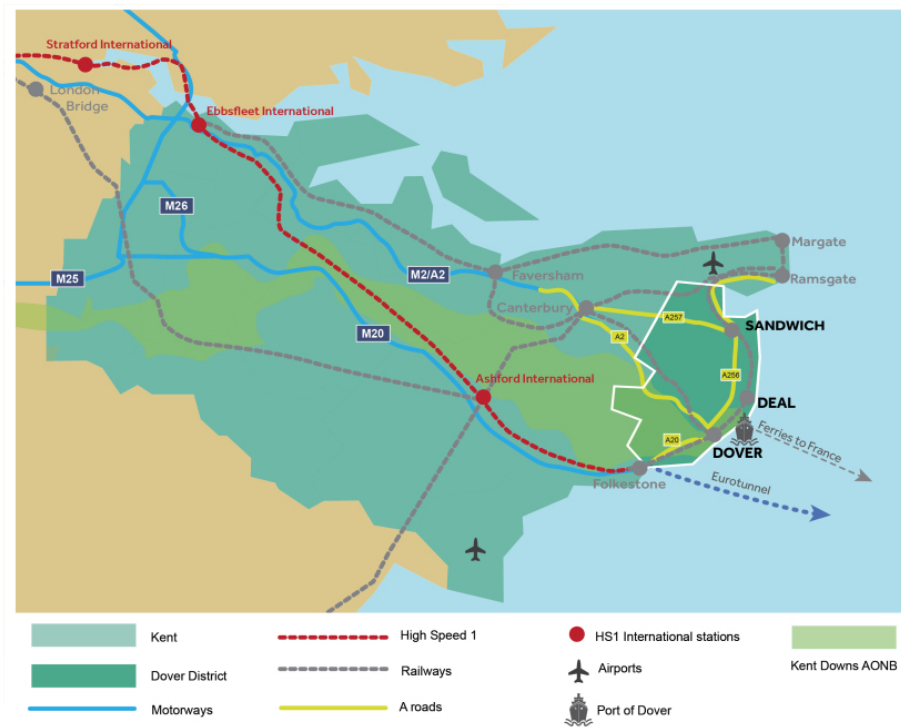 Stratford International
London
Bridge
Ebbsfleet International
M26
M25
M2/A2
M20
Faversham
Canterbury
Margate
Ramsgate
A257
SANDWICH
A2
A256
Ashford International
DEAL
A20
DOVER
Ferries to France
Folkestone
Eurotunnel
Kent
High Speed 1
HS1 International stations
Kent Downs AONB
Dover District
Railways
Airports
Motorways
A roads
Port of Dover